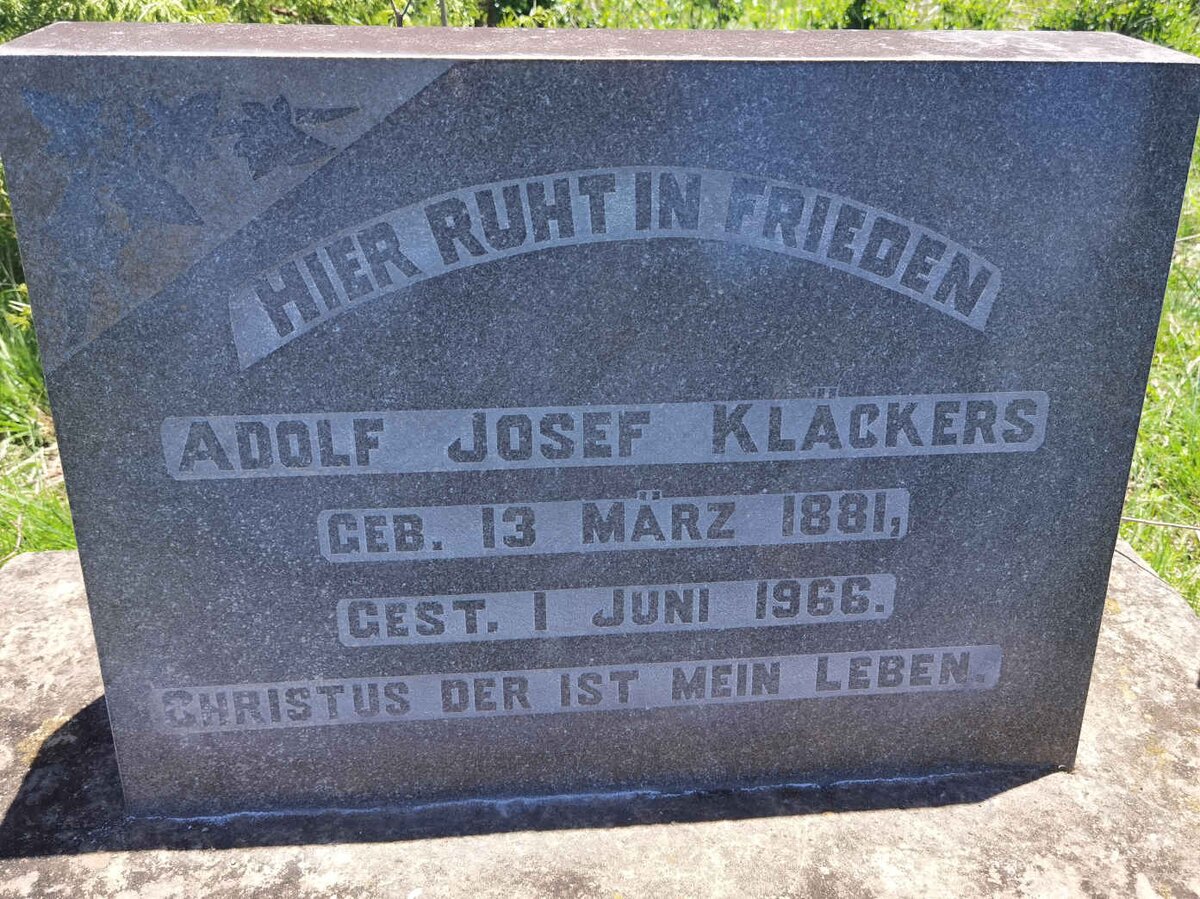 HIER RUHT IN FRIEDEN
ADOLF JOSEF KLÄCKERS
GEB. 13 MÄRZ 1881,
GEST. 1 JUNI 1966.
CHRISTUS DER IST MEIN LEBEN.